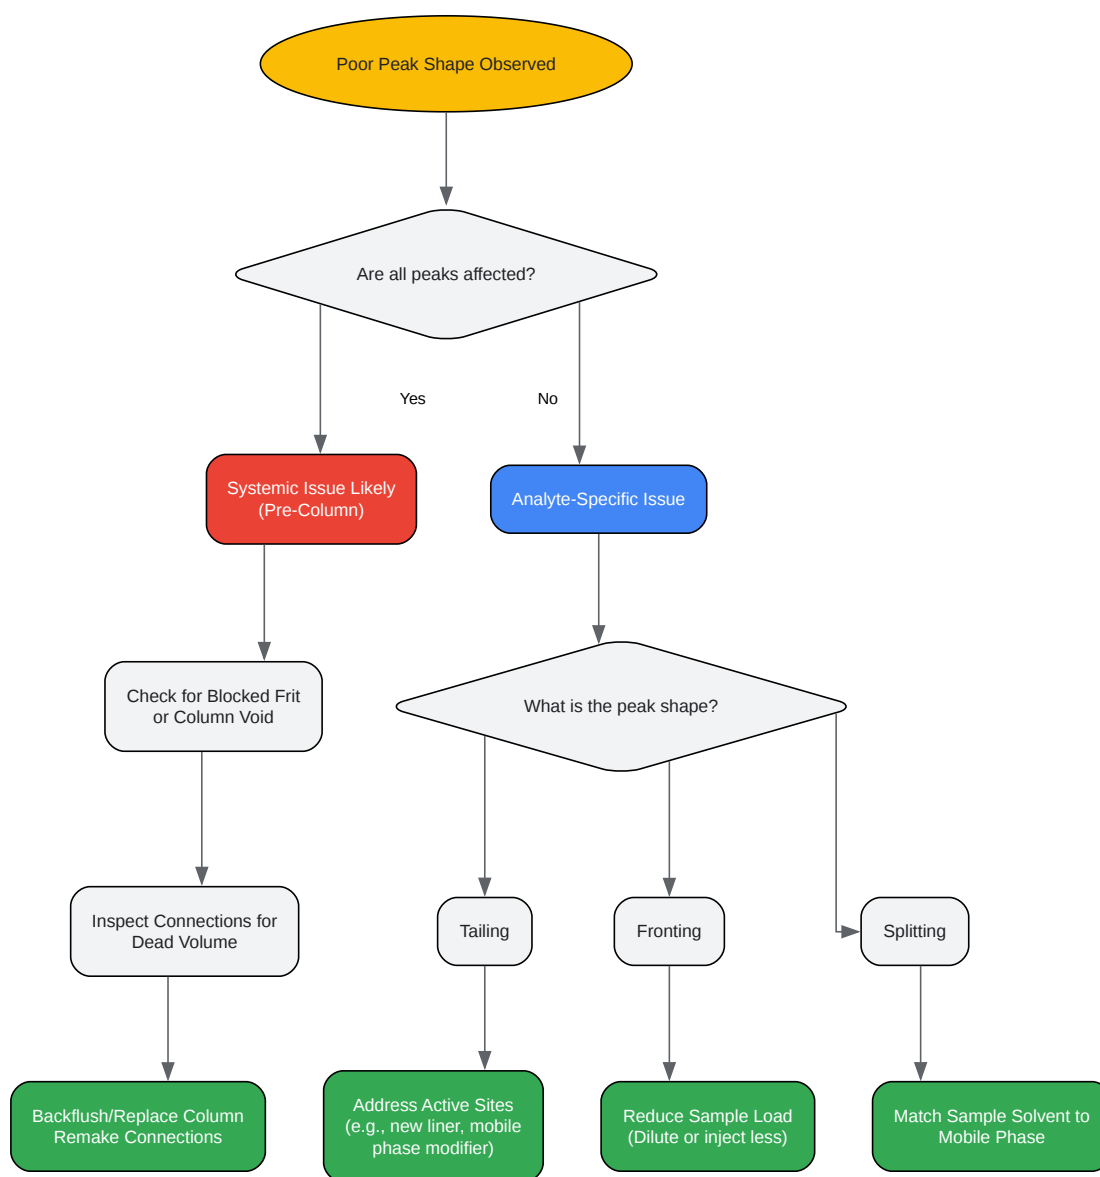 Poor Peak Shape Observed
Are all peaks affected?
Yes
No
Systemic Issue Likely
(Pre-Column)
Analyte-Specific Issue
Check for Blocked Frit
or Column Void
What is the peak shape?
Inspect Connections for
Dead Volume
Tailing
Fronting
Splitting
Backflush/Replace Column
Remake Connections
Address Active Sites
(e.g., new liner, mobile
phase modifier)
Reduce Sample Load
(Dilute or inject less)
Match Sample Solvent to
Mobile Phase